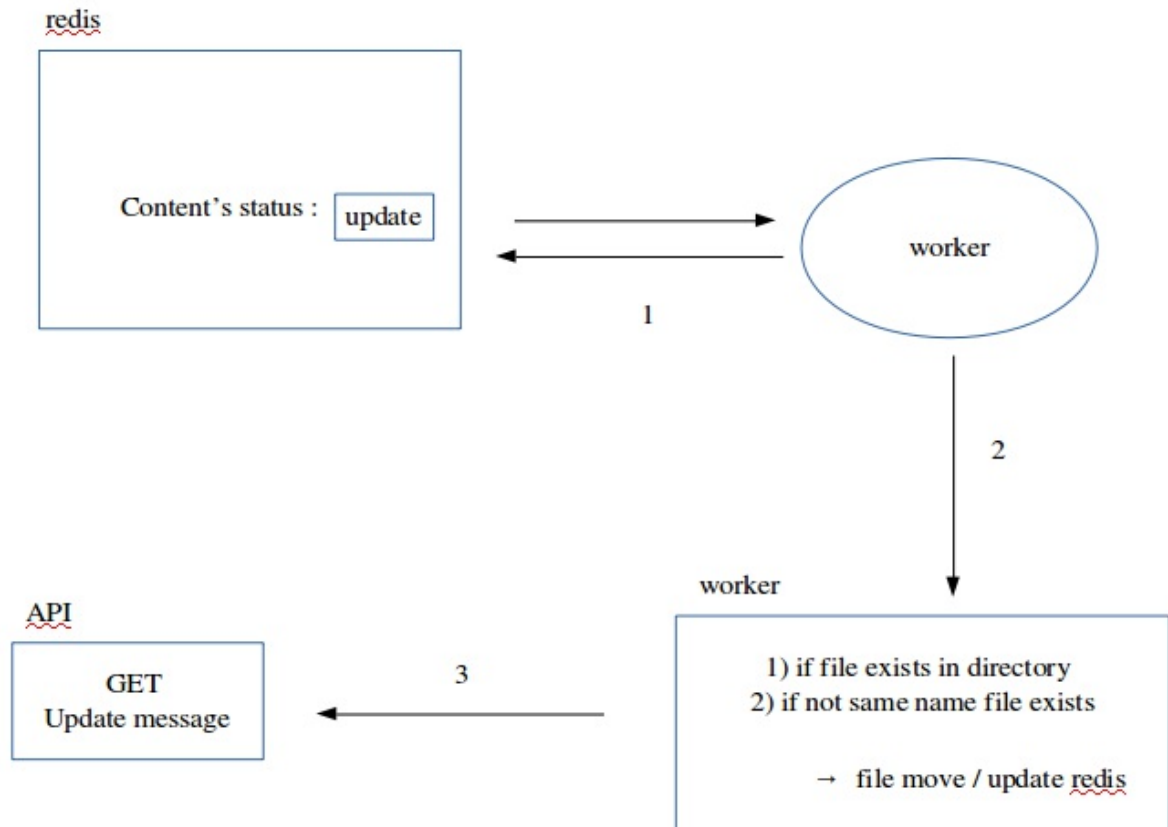 redis
Content's status :
update
worker
1
2
worker
API
GET
Update message
3
1) if file exists in directory
2) if not same name file exists
→ file move / update redis